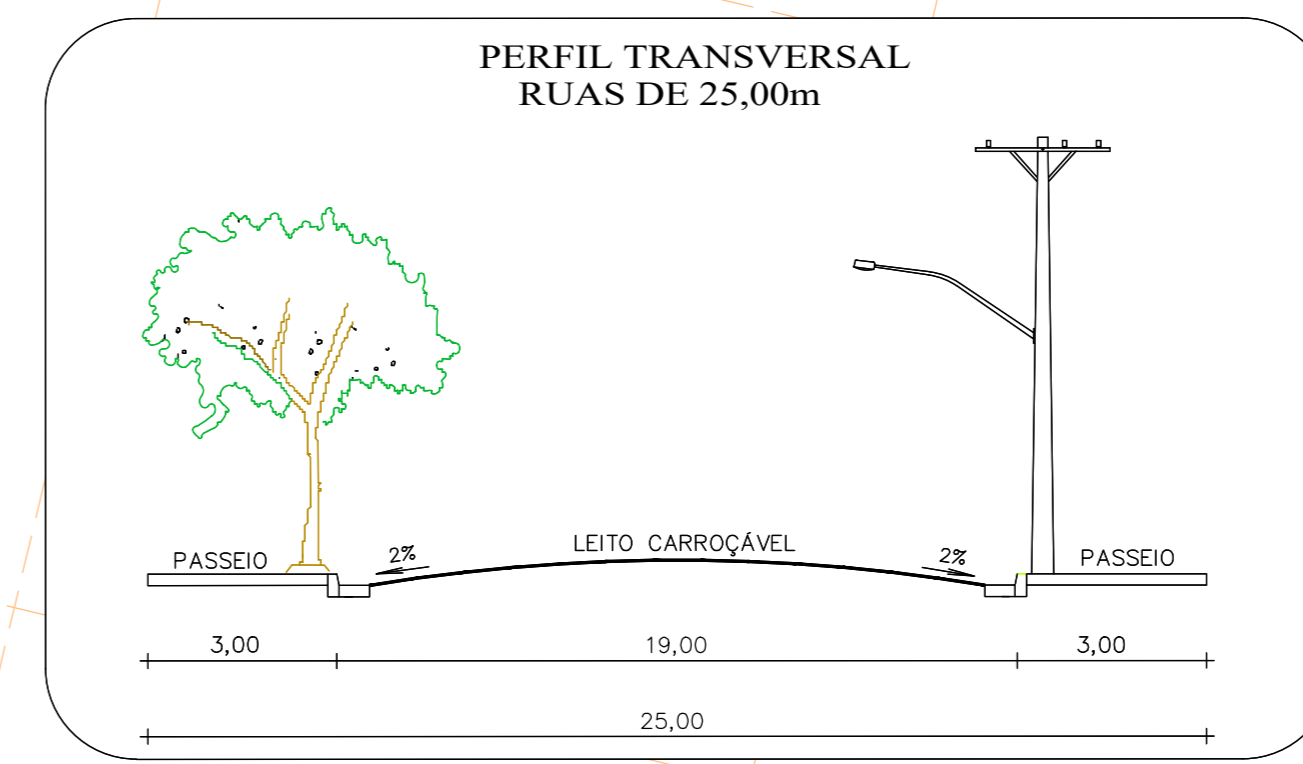 PERFIL TRANSVERSAL
RUAS DE 25,00m
PASSEIO
2%
LEITO CARROÇÁVEL
2%
PASSEIO
3,00
19,00
3,00
25,00